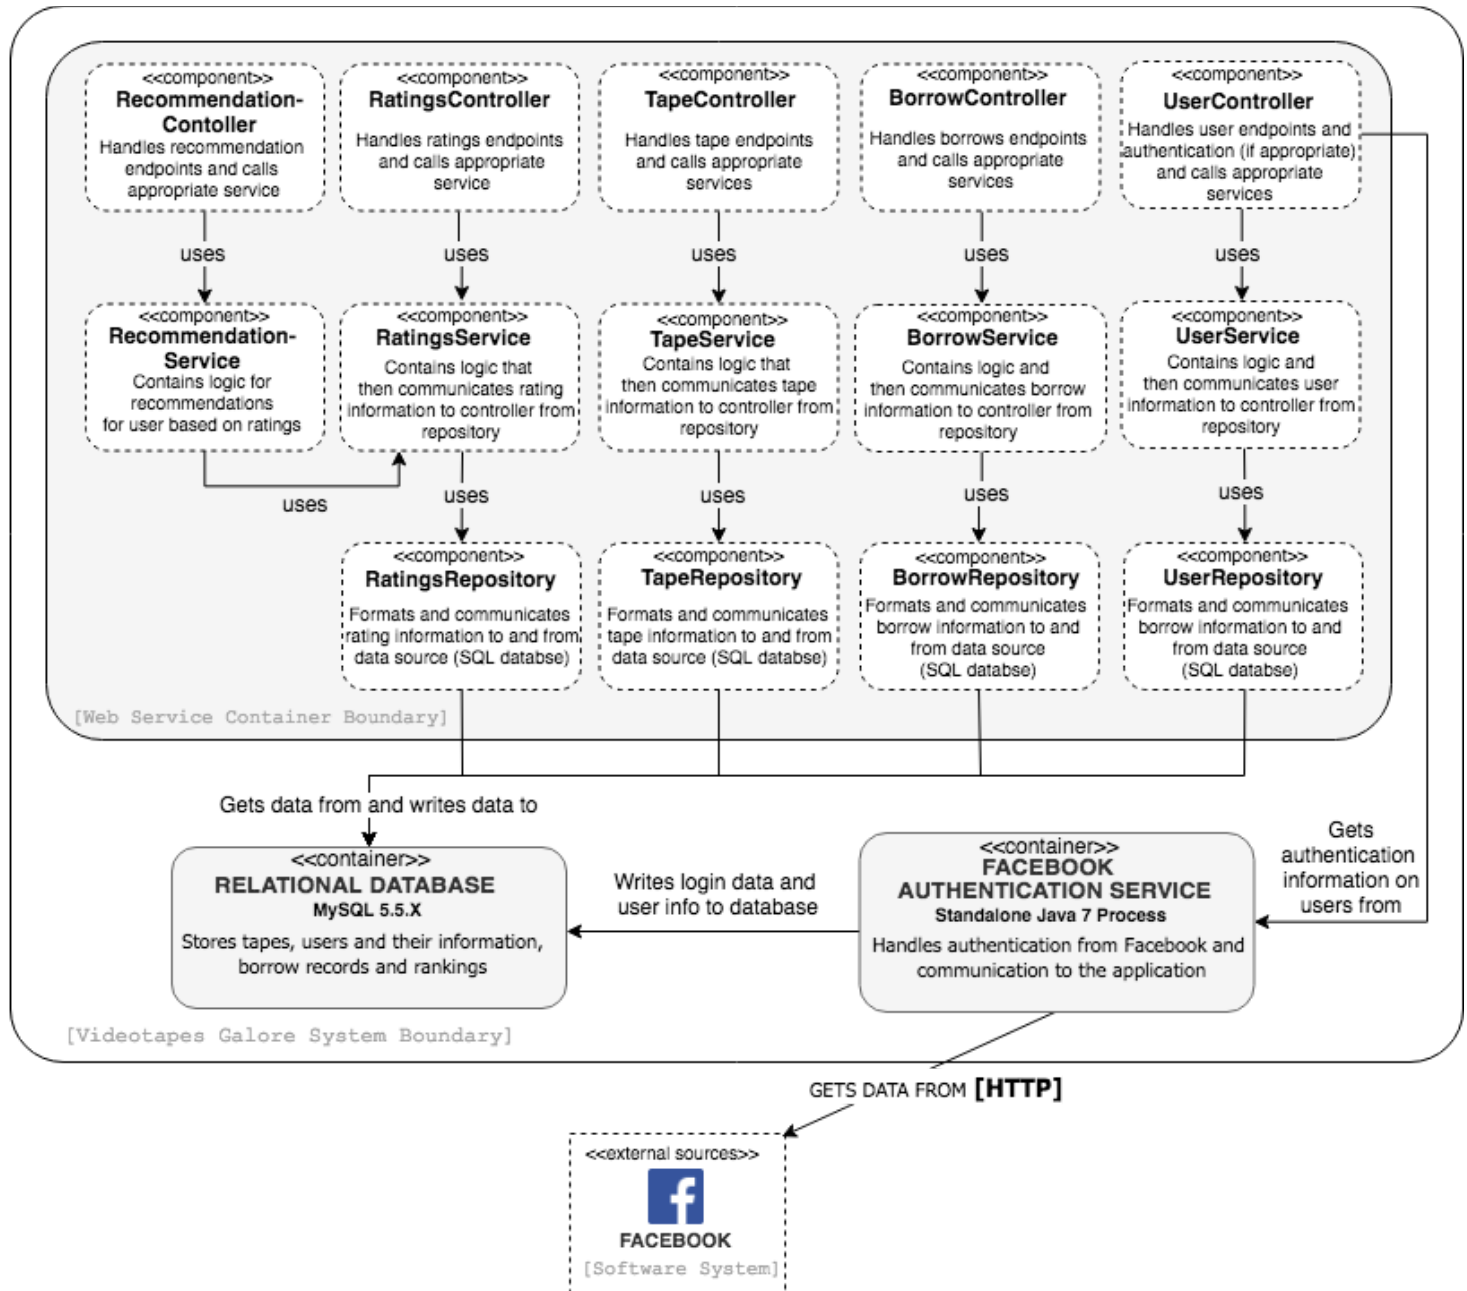 <<component>>
Recommendation-
Contoller
Handles recommendation
endpoints and calls
appropriate service
<<component>>
RatingsController
Handles ratings endpoints
and calls appropriate
service
<<component>>
TapeController
Handles tape endpoints
and calls appropriate
services
<<component>>
BorrowController
Handles borrows endpoints
and calls appropriate
services
<<component>>
UserController
Handles user endpoints and
authentication (if appropriate)
and calls appropriate
services
uses
uses
uses
uses
uses
<<component>>
Recommendation-
Service
Contains logic for
recommendations
for user based on ratings
<<component>>
RatingsService
Contains logic that
then communicates rating
information to controller from
repository
<<component>>
TapeService
Contains logic that
then communicates tape
information to controller from
repository
<<component>>
BorrowService
Contains logic and
then communicates borrow
information to controller from
repository
<<component>>
UserService
Contains logic and
then communicates user
information to controller from
repository
uses
uses
uses
uses
uses
<<component>>
RatingsRepository
Formats and communicates
rating information to and from
data source (SQL databse)
<<component>>
TapeRepository
Formats and communicates
tape information to and from
data source (SQL databse)
<<component>>
BorrowRepository
Formats and communicates
borrow information to and
from data source
(SQL databse)
<<component>>
UserRepository
Formats and communicates
borrow information to and
from data source
(SQL databse)
[Web Service Container Boundary]
Gets data from and writes data to
<<container>>
RELATIONAL DATABASE
MySQL 5.5.X
Stores tapes, users and their information,
borrow records and rankings
Writes login data and
user info to database
<<container>>
FACEBOOK
AUTHENTICATION SERVICE
Standalone Java 7 Process
Handles authentication from Facebook and
communication to the application
Gets
authentication
information on
users from
[Videotapes Galore System Boundary]
GETS DATA FROM [HTTP]
<<external sources>>
f
FACEBOOK
[Software System]